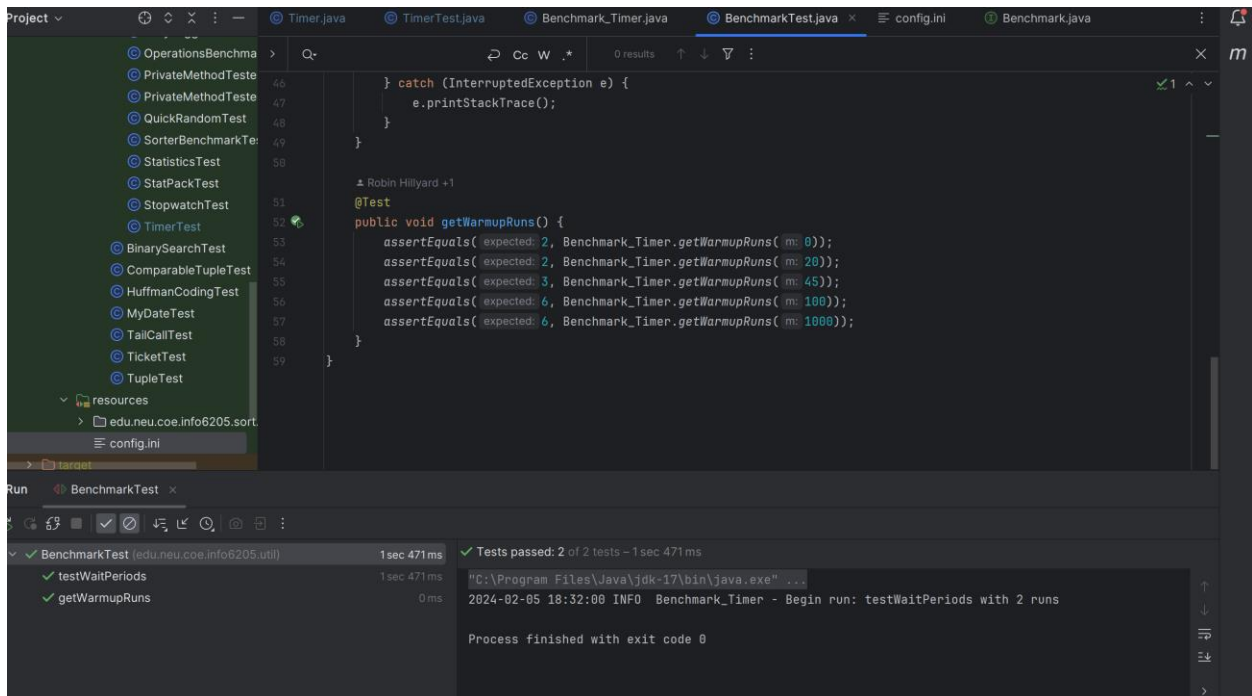 Project
Timer.java TimerTest.java Benchmark_Timer.java BenchmarkTest.java config.ini Benchmark.java
Cc W .* 0 results
OperationsBenchma
PrivateMethodTeste
PrivateMethodTeste
QuickRandomTest
SorterBenchmarkTe
StatisticsTest
StatPackTest
StopwatchTest
TimerTest
BinarySearchTest
ComparableTupleTest
HuffmanCodingTest
MyDateTest
TailCallTest
TicketTest
TupleTest
resources
edu.neu.coe.info6205.sort.
config.ini
target
46 } catch (InterruptedException e) {
47 e.printStackTrace();
48 }
49 }
50
Robin Hillyard +1
51 @Test
52 public void getWarmupRuns() {
53 assertEquals( expected: 2, Benchmark_Timer.getWarmupRuns( m: 0));
54 assertEquals( expected: 2, Benchmark_Timer.getWarmupRuns( m: 20));
55 assertEquals( expected: 3, Benchmark_Timer.getWarmupRuns( m: 45));
56 assertEquals( expected: 6, Benchmark_Timer.getWarmupRuns( m: 100));
57 assertEquals( expected: 6, Benchmark_Timer.getWarmupRuns( m: 1000));
58 }
59 }
1
m
Run BenchmarkTest
BenchmarkTest (edu.neu.coe.info6205.util) 1 sec 471 ms
testWaitPeriods 1 sec 471 ms
getWarmupRuns 0 ms
Tests passed: 2 of 2 tests – 1 sec 471 ms
"C:\Program Files\Java\jdk-17\bin\java.exe" ...
2024-02-05 18:32:00 INFO Benchmark_Timer - Begin run: testWaitPeriods with 2 runs
Process finished with exit code 0